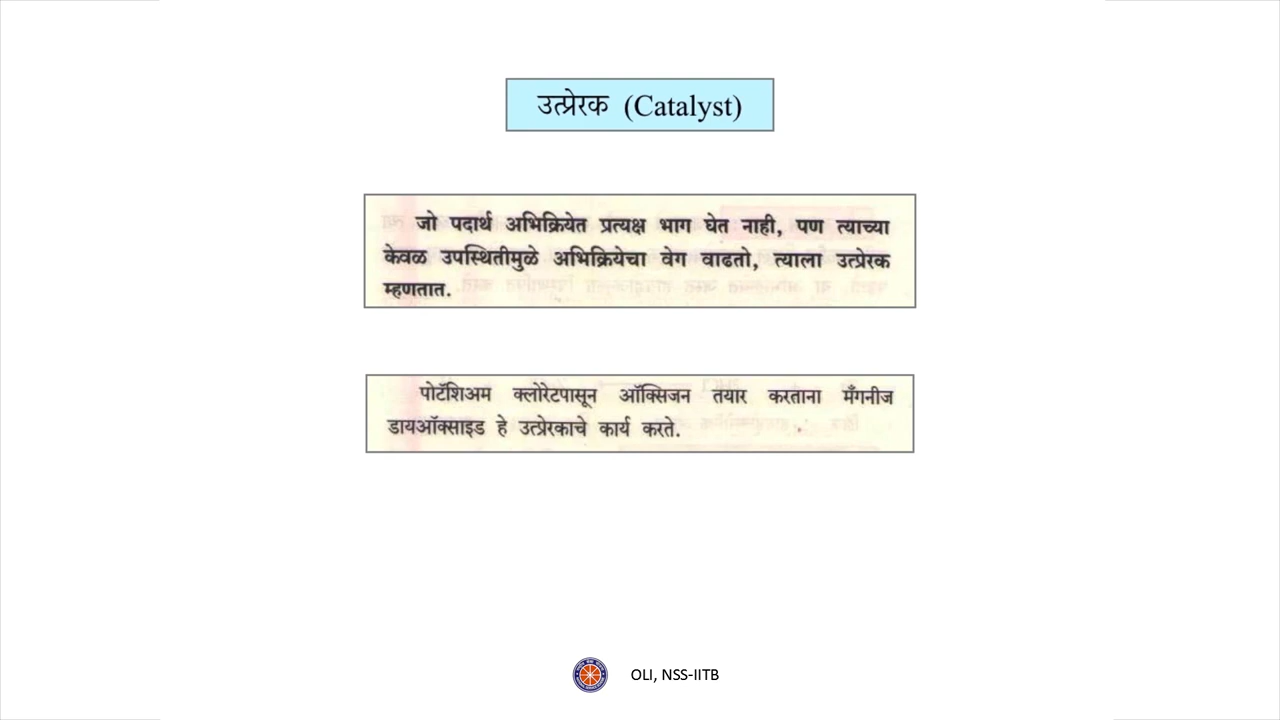 उत्प्रेरक (Catalyst)
जो पदार्थ अभिक्रियेत प्रत्यक्ष भाग घेत नाही, पण त्याच्या
केवळ उपस्थितीमुळे अभिक्रियेचा वेग वाढतो, त्याला उत्प्रेरक
म्हणतात.
पोटॅशिअम क्लोरेटपासून ऑक्सिजन तयार करताना मँगनीज
डायऑक्साइड हे उत्प्रेरकाचे कार्य करते.
OLI, NSS-IITB